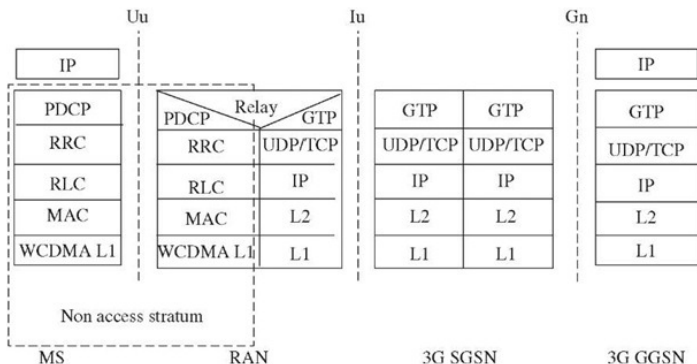 Uu Iu Gn
IP IP
PDCP PDCP Relay GTP GTP GTP GTP
RRC RRC UDP/TCP UDP/TCP UDP/TCP UDP/TCP
RLC RLC IP IP IP IP
MAC MAC L2 L2 L2 L2
WCDMA L1 WCDMA L1 L1 L1 L1 L1
Non access stratum
MS RAN 3G SGSN 3G GGSN